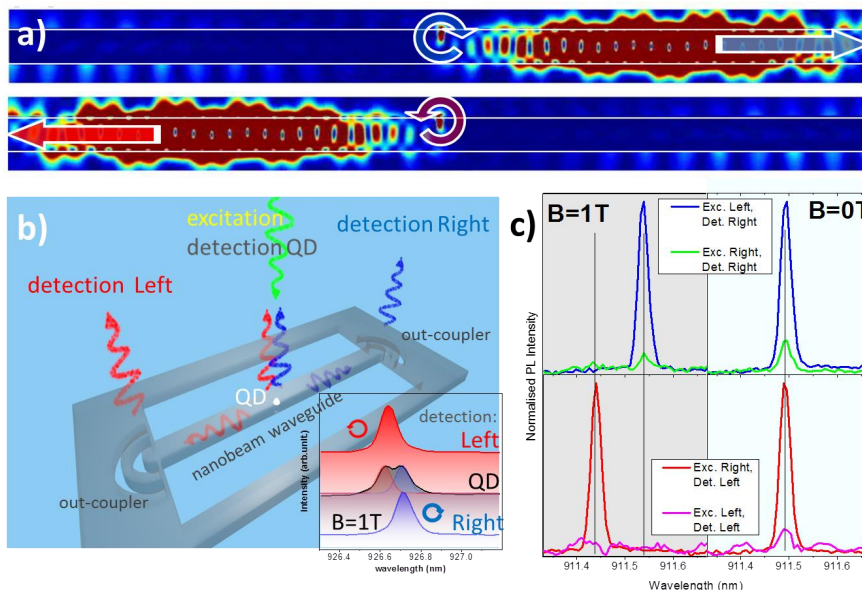 a)
b)
excitation
detection QD
detection Right
detection Left
out-coupler
QD
nanobeam waveguide
out-coupler
detection:
Left
QD
B=1T
Right
Intensity (arb.unit.)
926.4
926.6
926.8
927.0
wavelength (nm)
c)
B=1T
B=0T
Exc. Left,
Det. Right
Exc. Right,
Det. Right
Normalised PL Intensity
Exc. Right,
Det. Left
Exc. Left,
Det. Left
911.4
911.5
911.6
911.4
911.5
911.6
Wavelength (nm)